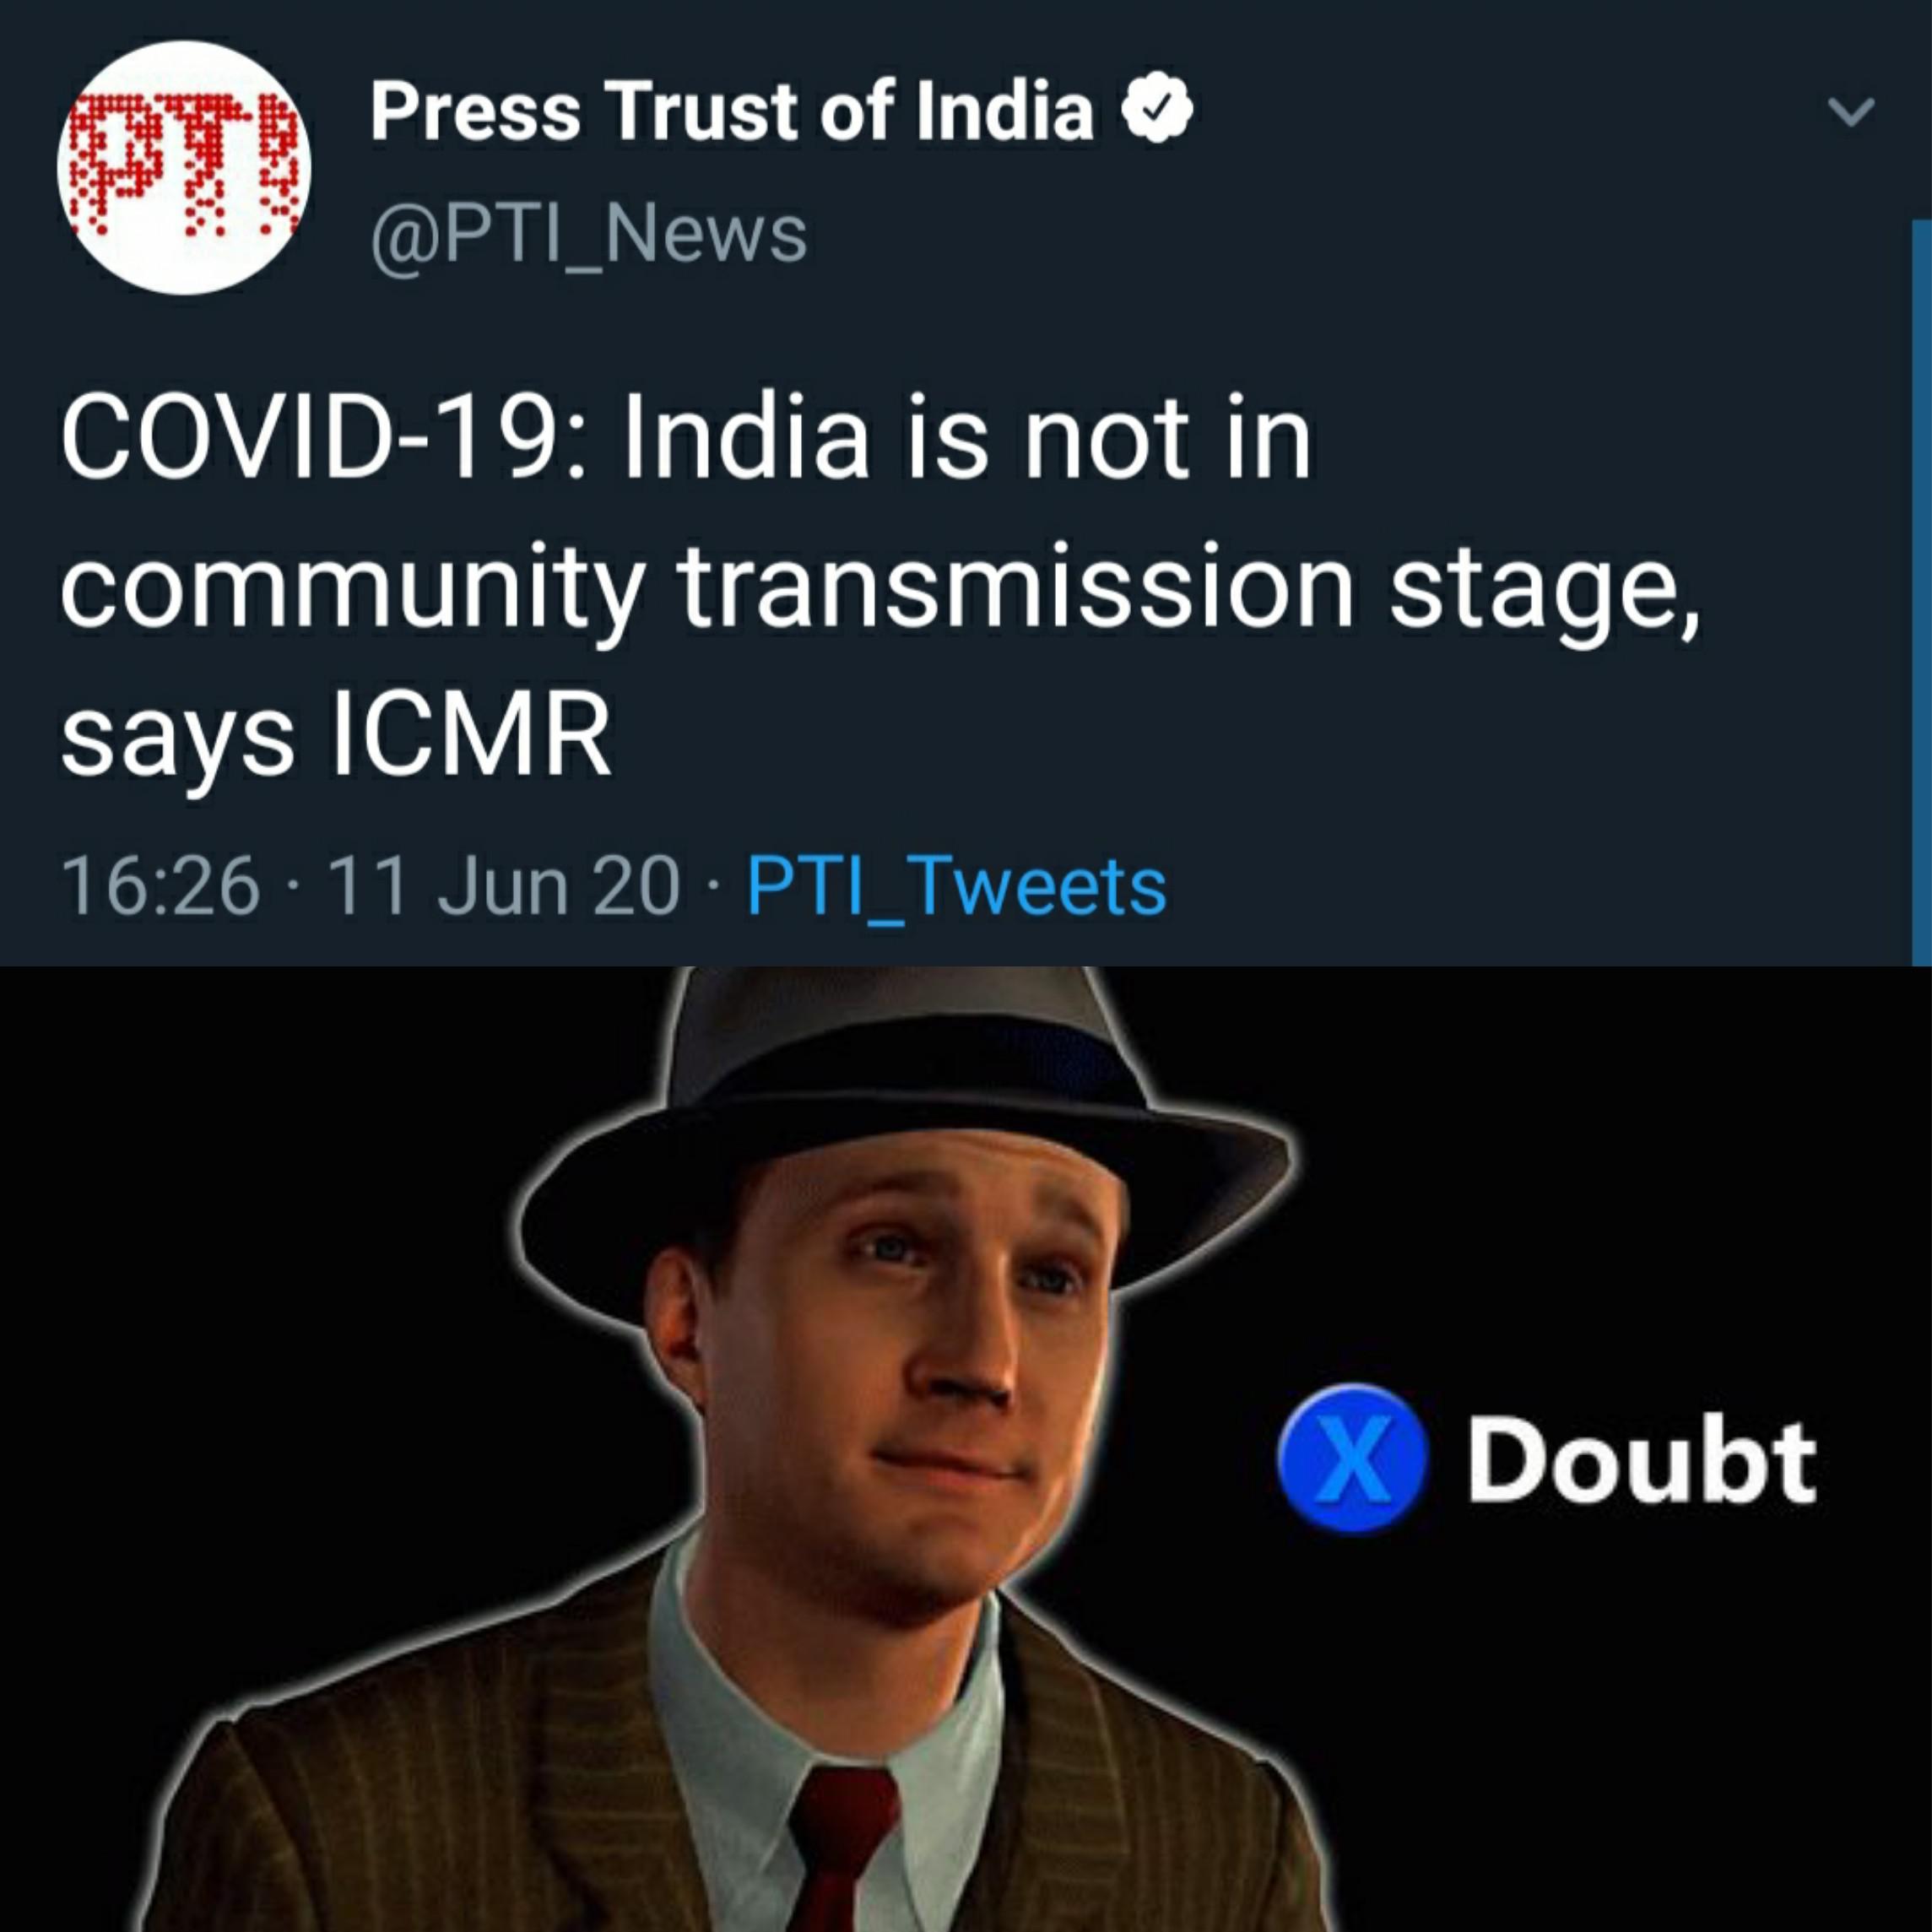 PTI
Press Trust of India
@PTI_News
COVID-19: India is not in
community transmission stage,
says ICMR
16:26 · 11 Jun 20 · PTI_Tweets
X Doubt